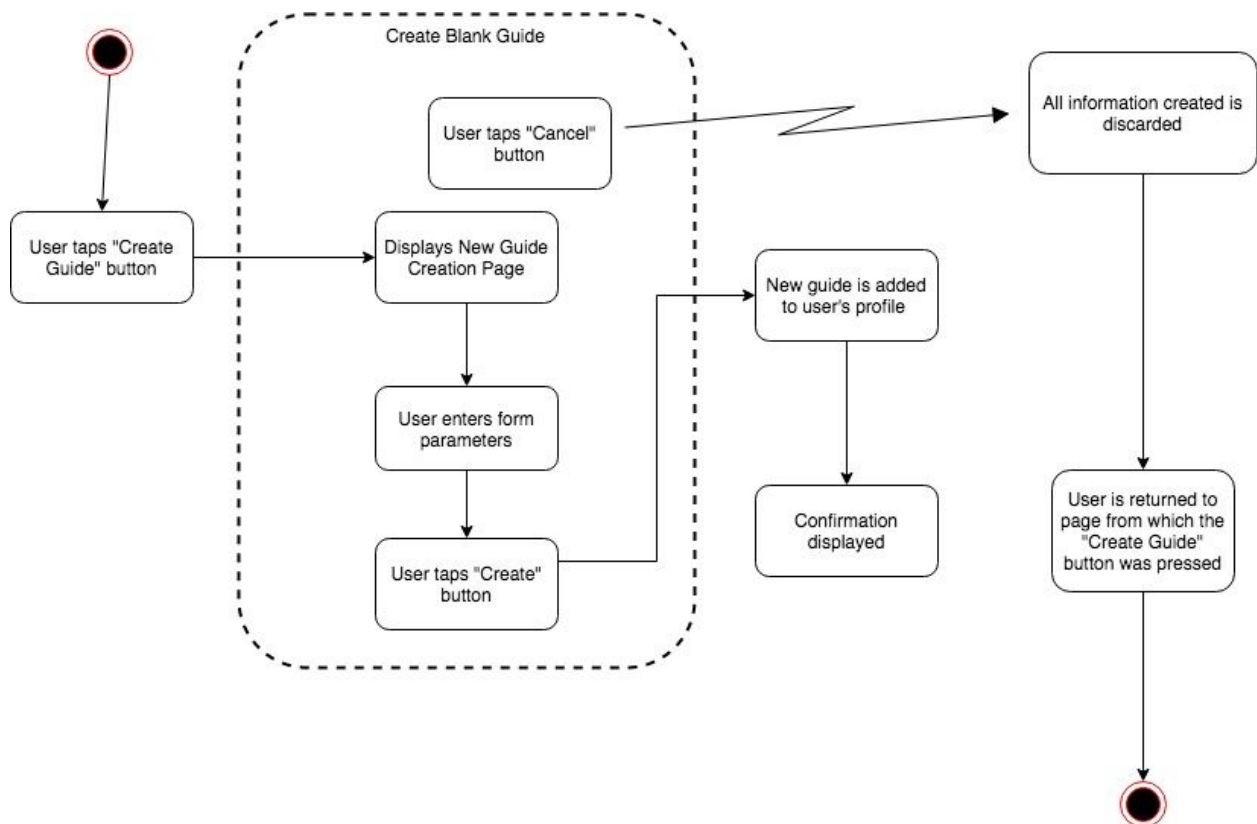 Create Blank Guide
User taps "Cancel"
button
All information created is
discarded
User taps "Create
Guide" button
Displays New Guide
Creation Page
New guide is added
to user's profile
User enters form
parameters
Confirmation
displayed
User is returned to
page from which the
"Create Guide"
button was pressed
User taps "Create"
button